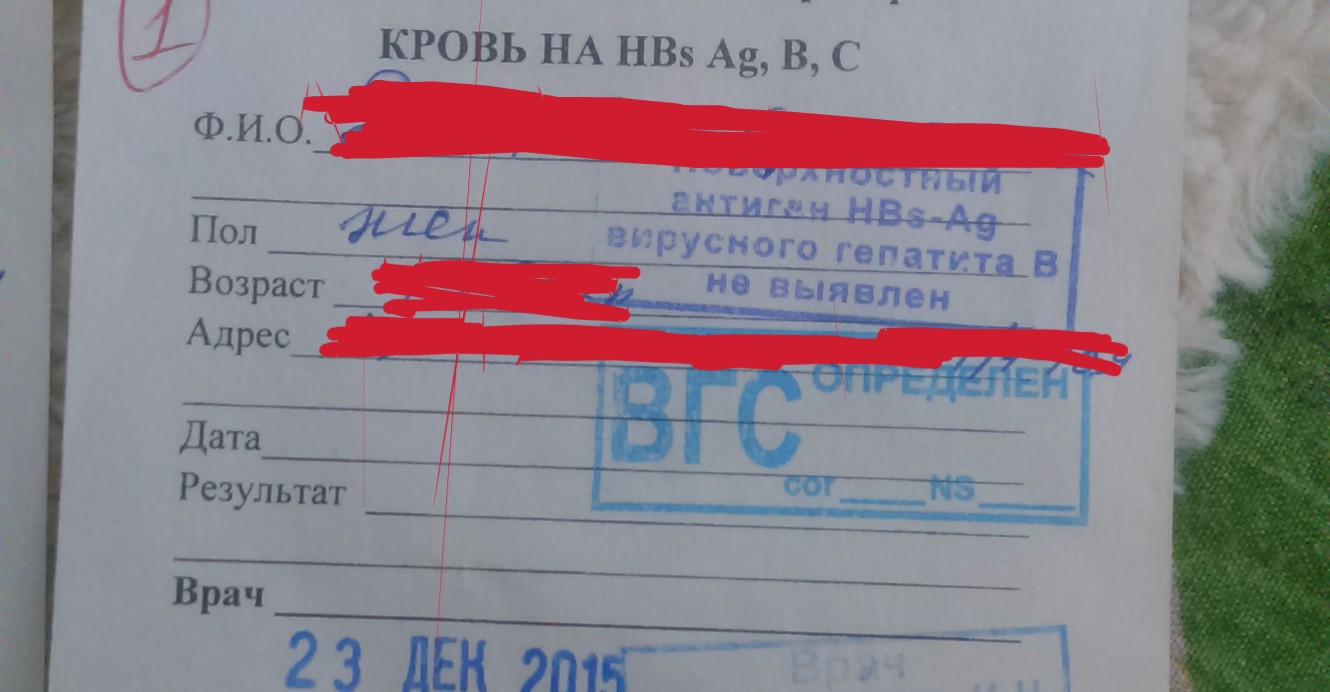 1
КРОВЬ НА HBs Ag, B, C
Ф.И.О.
поверхностный
антиген HBs-Ag
Пол жен
вирусного гепатита В
Возраст
не выявлен
Адрес
ВГС ОПРЕДЕЛЕН
Дата
cor NS
Результат
Врач
23 ДЕК 2015
Врач